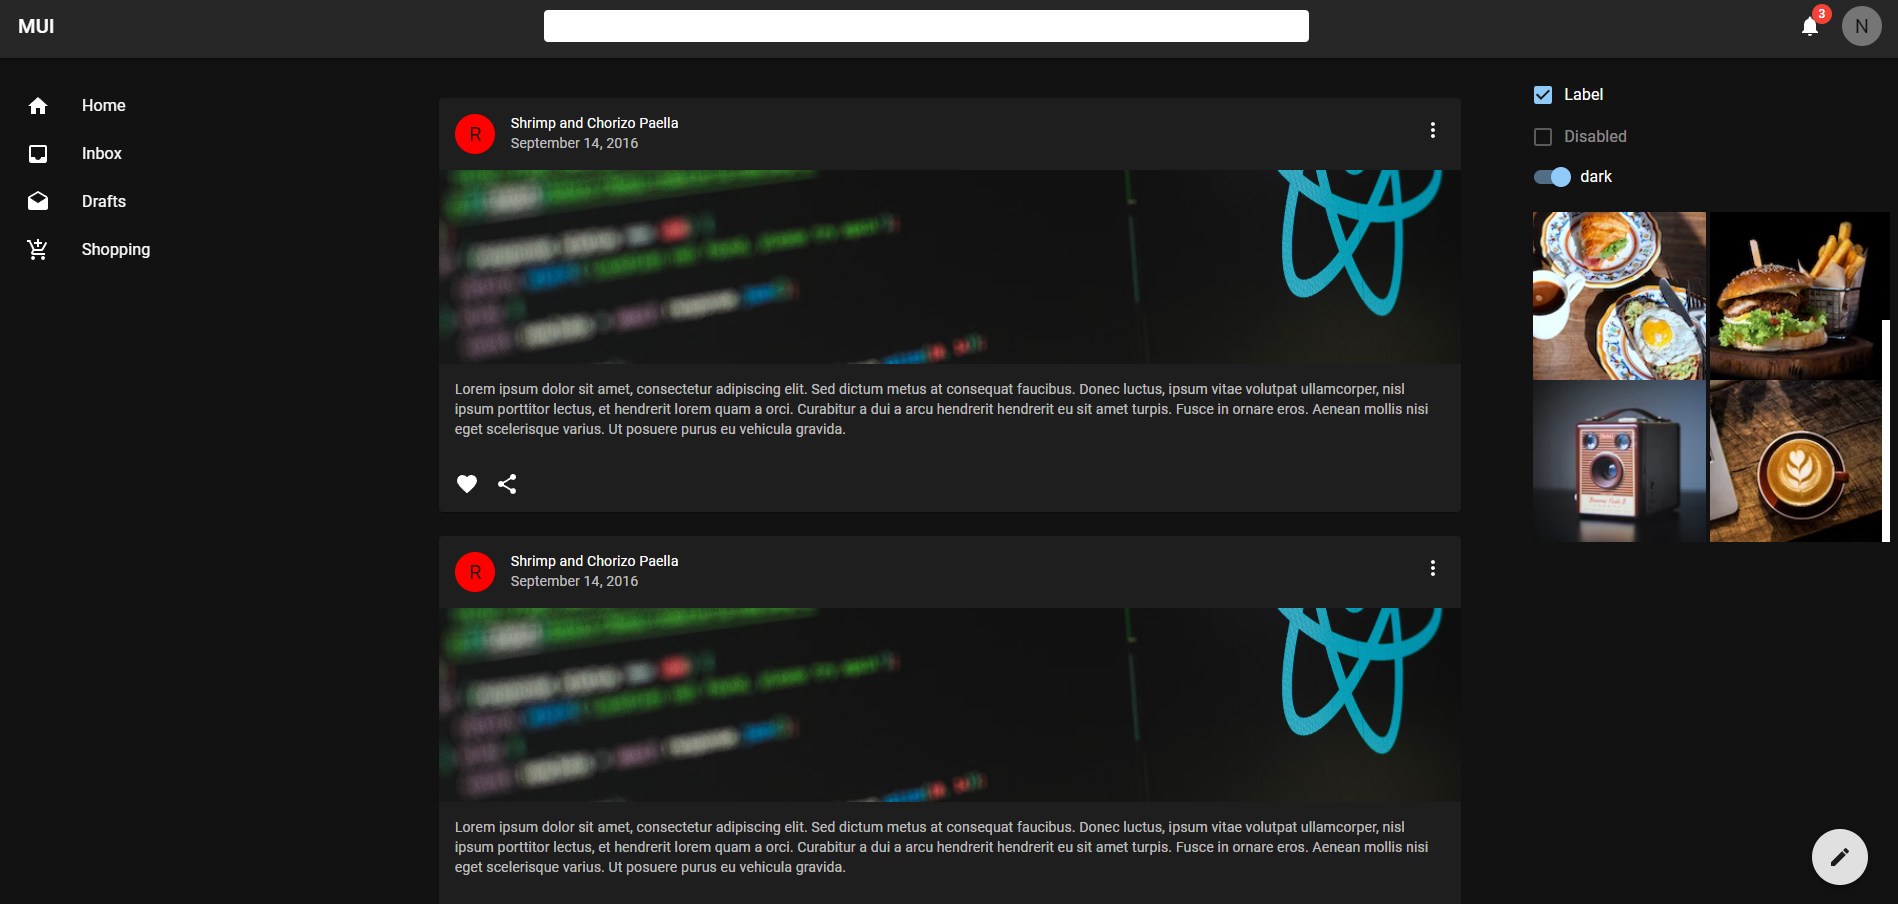 MUI
3
N
Home
Inbox
Drafts
Shopping
R
Shrimp and Chorizo Paella
September 14, 2016
Lorem ipsum dolor sit amet, consectetur adipiscing elit. Sed dictum metus at consequat faucibus. Donec luctus, ipsum vitae volutpat ullamcorper, nisl
ipsum porttitor lectus, et hendrerit lorem quam a orci. Curabitur a dui a arcu hendrerit hendrerit eu sit amet turpis. Fusce in ornare eros. Aenean mollis nisi
eget scelerisque varius. Ut posuere purus eu vehicula gravida.
R
Shrimp and Chorizo Paella
September 14, 2016
Lorem ipsum dolor sit amet, consectetur adipiscing elit. Sed dictum metus at consequat faucibus. Donec luctus, ipsum vitae volutpat ullamcorper, nisl
ipsum porttitor lectus, et hendrerit lorem quam a orci. Curabitur a dui a arcu hendrerit hendrerit eu sit amet turpis. Fusce in ornare eros. Aenean mollis nisi
eget scelerisque varius. Ut posuere purus eu vehicula gravida.
Label
Disabled
dark